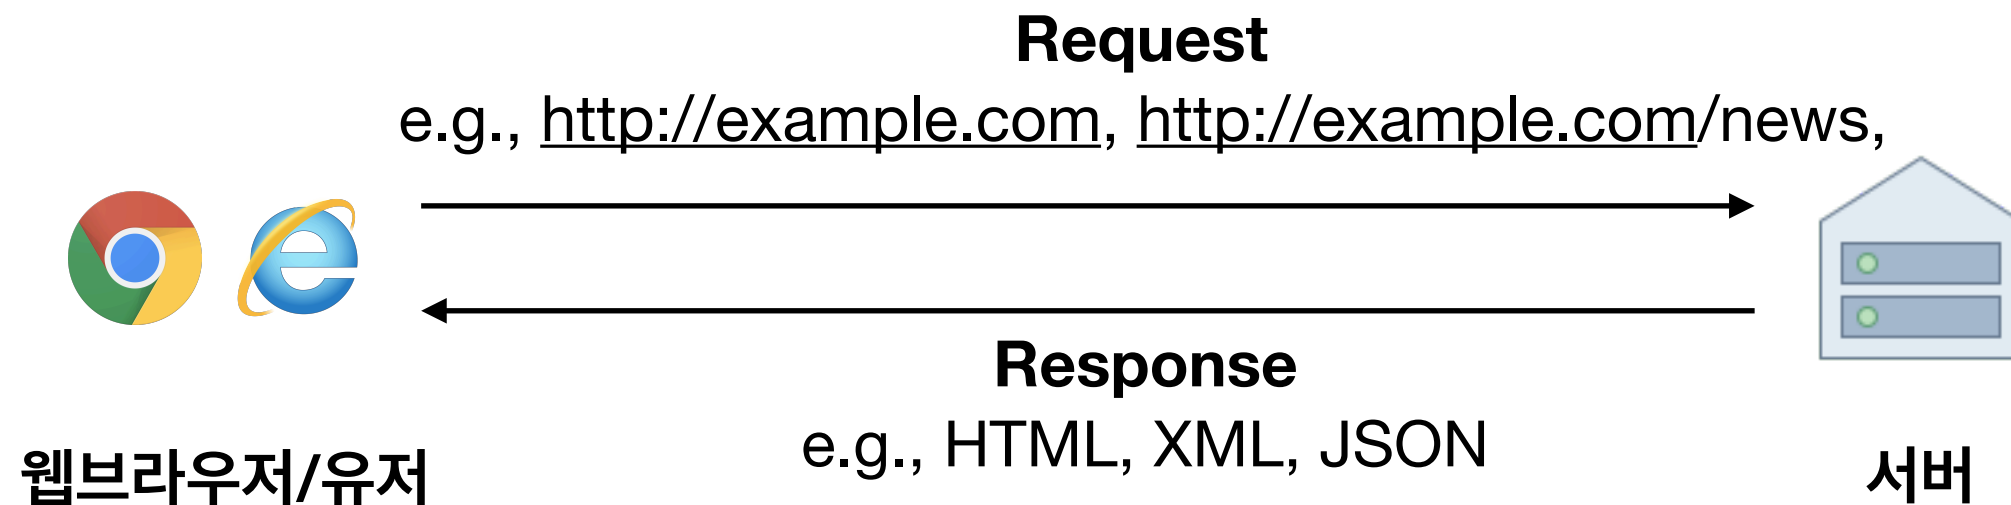 Request
e.g., http://example.com, http://example.com/news,
Response
e.g., HTML, XML, JSON
웹브라우저/유저
서버